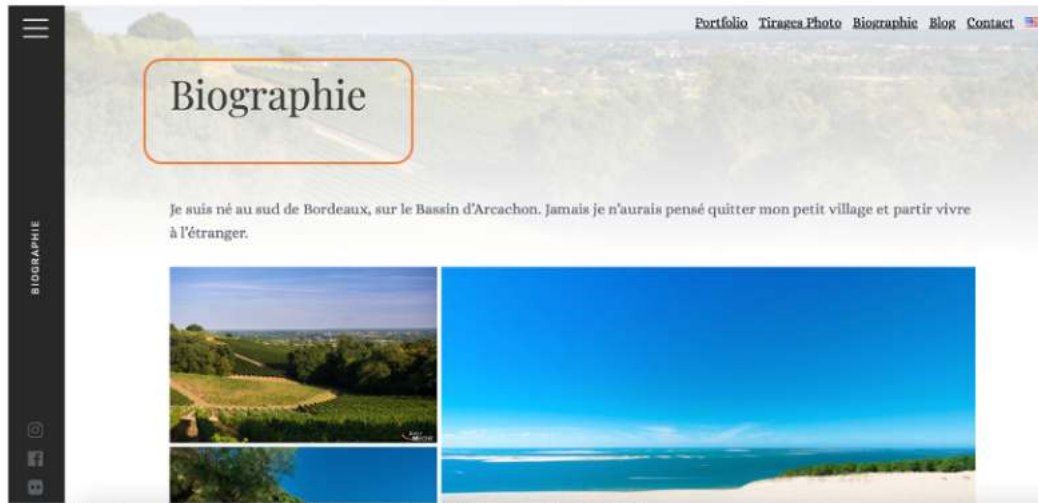 Portfolio Tirages Photo Biographie Blog Contact
Biographie
Je suis né au sud de Bordeaux, sur le Bassin d'Arcachon. Jamais je n'aurais pensé quitter mon petit village et partir vivre
à l'étranger.
BIOGRAPHIE